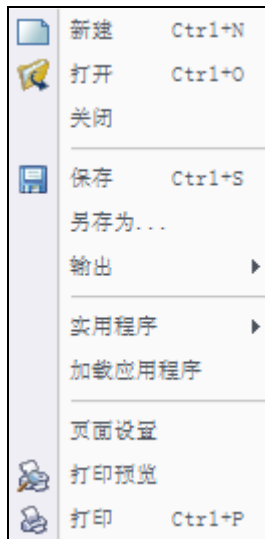 新建 Ctrl+N
打开 Ctrl+O
关闭
保存 Ctrl+S
另存为...
输出
实用程序
加载应用程序
页面设置
打印预览
打印 Ctrl+P